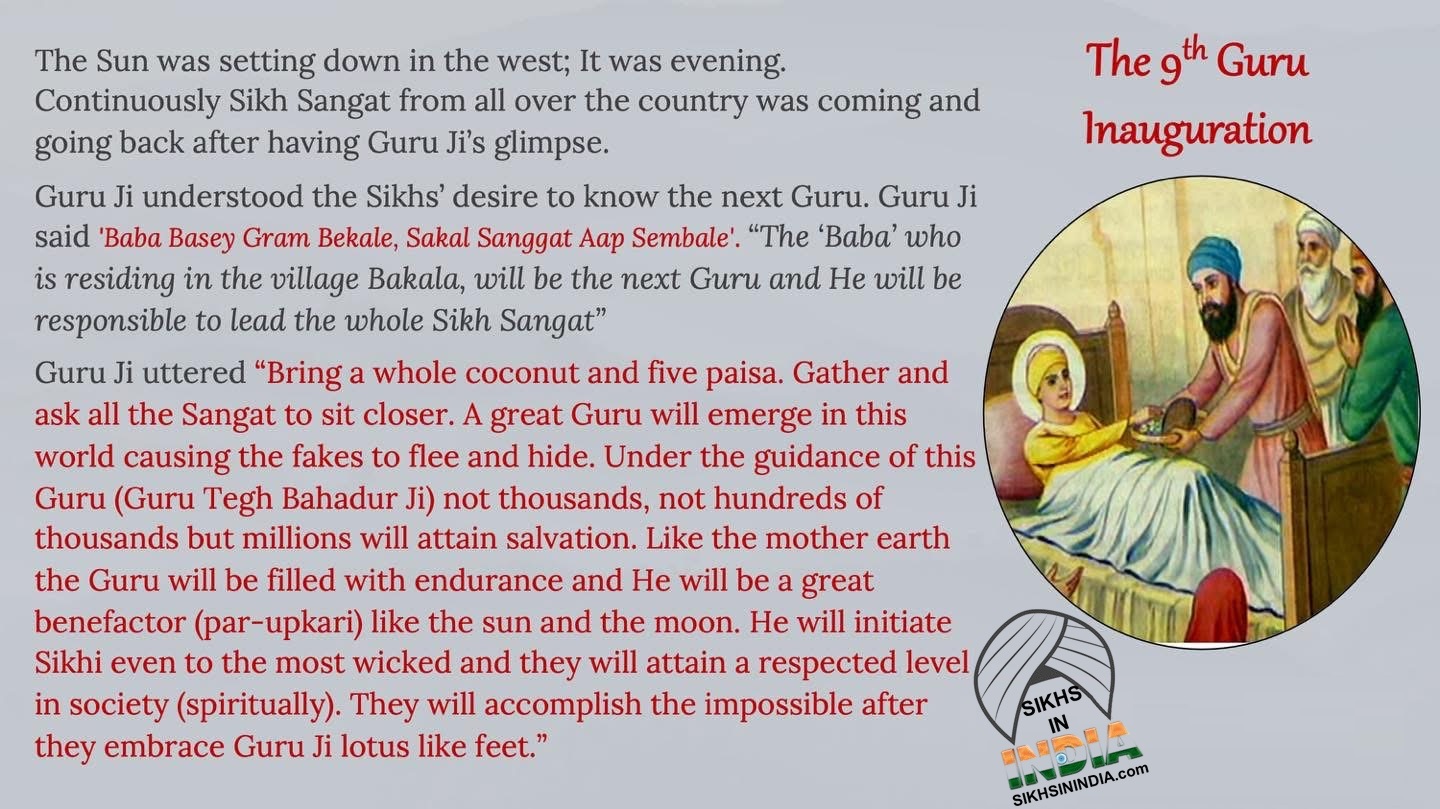 The Sun was setting down in the west; It was evening.
Continuously Sikh Sangat from all over the country was coming and
going back after having Guru Ji’s glimpse.
Guru Ji understood the Sikhs’ desire to know the next Guru. Guru Ji
said 'Baba Basey Gram Bekale, Sakal Sanggat Aap Sembale'. “The ‘Baba’ who
is residing in the village Bakala, will be the next Guru and He will be
responsible to lead the whole Sikh Sangat”
Guru Ji uttered “Bring a whole coconut and five paisa. Gather and
ask all the Sangat to sit closer. A great Guru will emerge in this
world causing the fakes to flee and hide. Under the guidance of this
Guru (Guru Tegh Bahadur Ji) not thousands, not hundreds of
thousands but millions will attain salvation. Like the mother earth
the Guru will be filled with endurance and He will be a great
benefactor (par-upkari) like the sun and the moon. He will initiate
Sikhi even to the most wicked and they will attain a respected level
in society (spiritually). They will accomplish the impossible after
they embrace Guru Ji lotus like feet.”
The 9th Guru
Inauguration
SIKHS
IN
INDIA
SIKHSININDIA.com